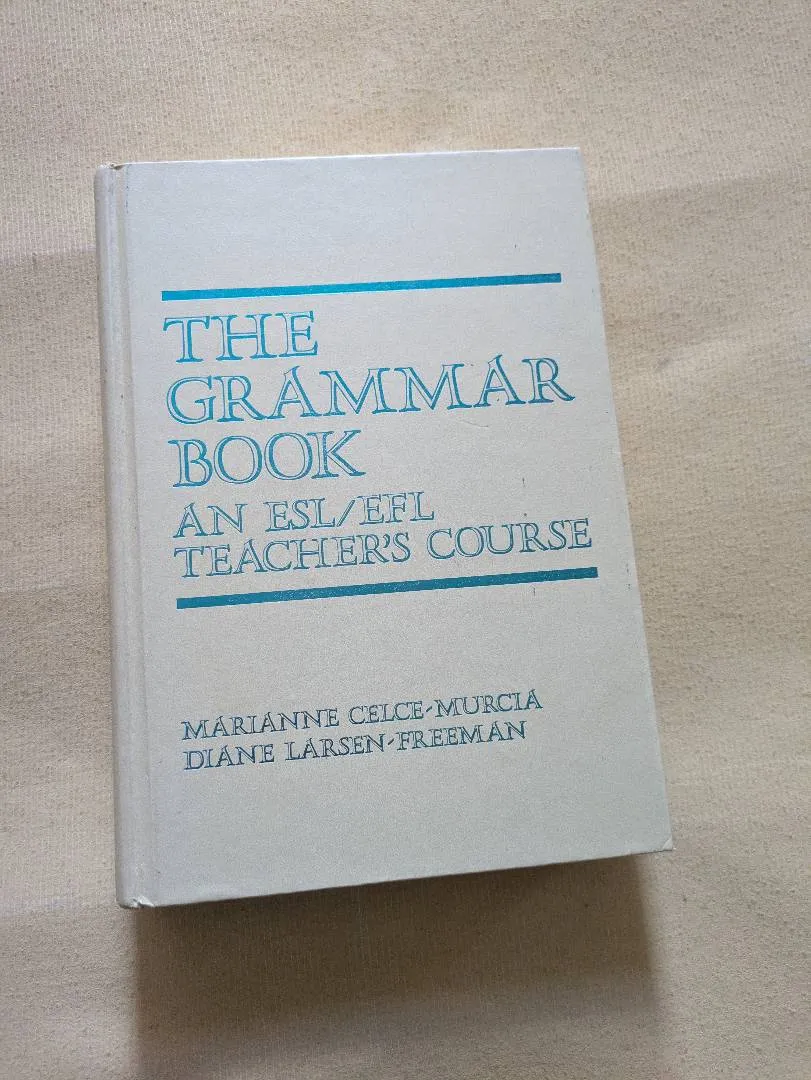 THE
GRAMMAR
BOOK
AN ESL/EFL
TEACHER'S COURSE
MARIANNE CELCE-MURCIA
DIANE LARSEN-FREEMAN